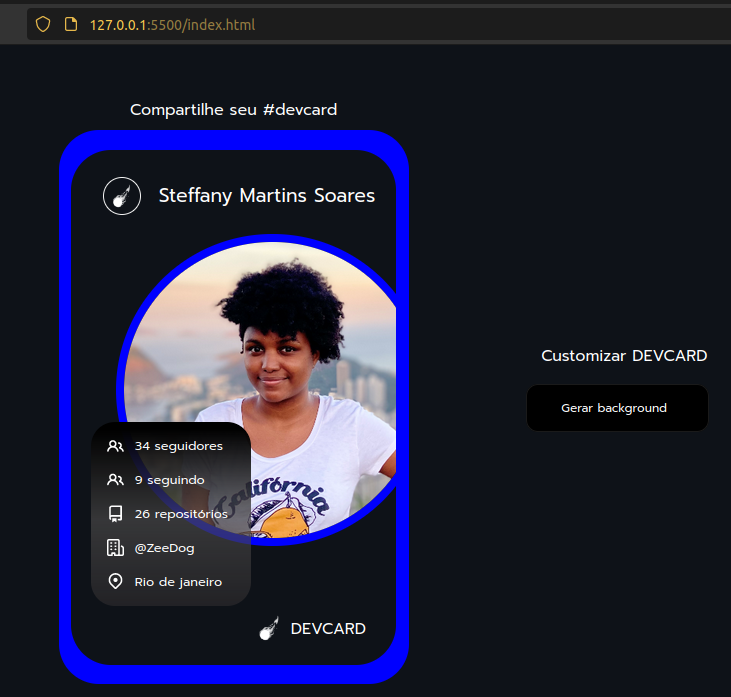 127.0.0.1:5500/index.html
Compartilhe seu #devcard
Steffany Martins Soares
Califórnia
34 seguidores
9 seguindo
26 repositórios
@ZeeDog
Rio de janeiro
DEVCARD
Customizar DEVCARD
Gerar background